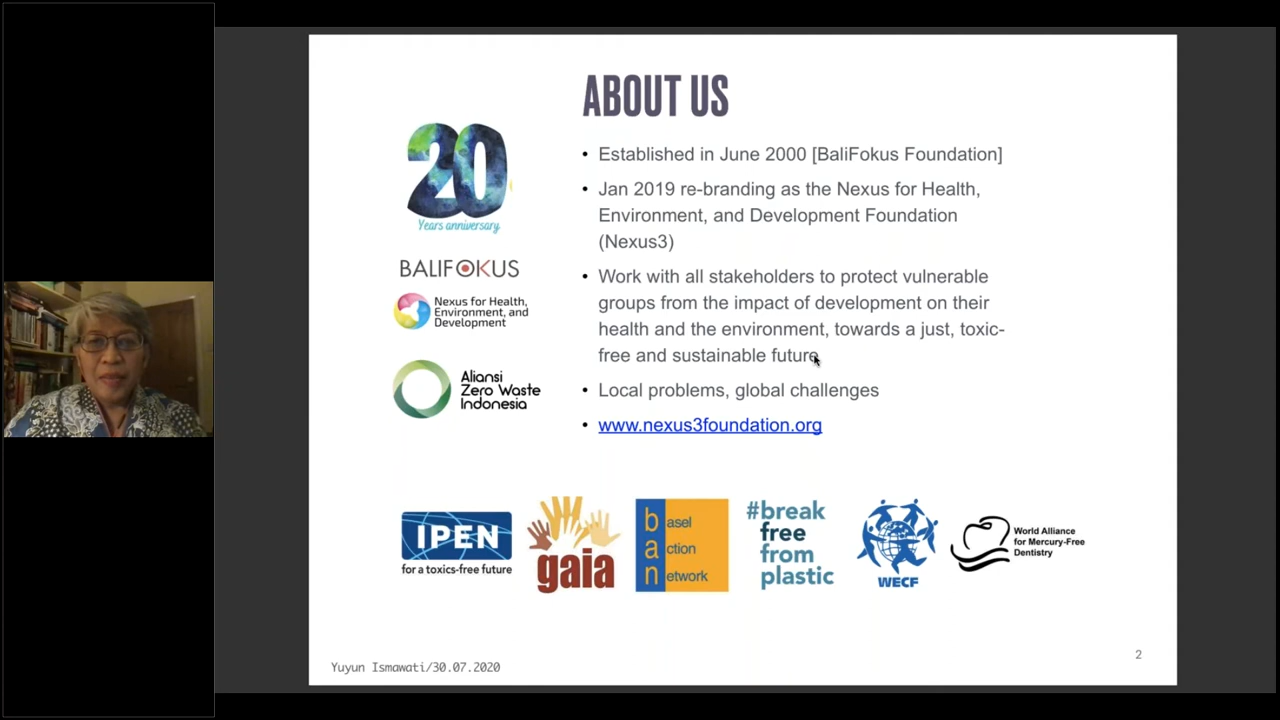 ABOUT US
20
Years anniversary
BALIFOKUS
Nexus for Health,
Environment, and
Development
Aliansi
Zero Waste
Indonesia
• Established in June 2000 [BaliFokus Foundation]
• Jan 2019 re-branding as the Nexus for Health,
Environment, and Development Foundation
(Nexus3)
• Work with all stakeholders to protect vulnerable
groups from the impact of development on their
health and the environment, towards a just, toxic-
free and sustainable future
• Local problems, global challenges
• www.nexus3foundation.org
IPEN
for a toxics-free future
gaia
basel
action
network
#break
free
from
plastic
WECF
World Alliance
for Mercury-Free
Dentistry
Yuyun Ismawati/30.07.2020
2